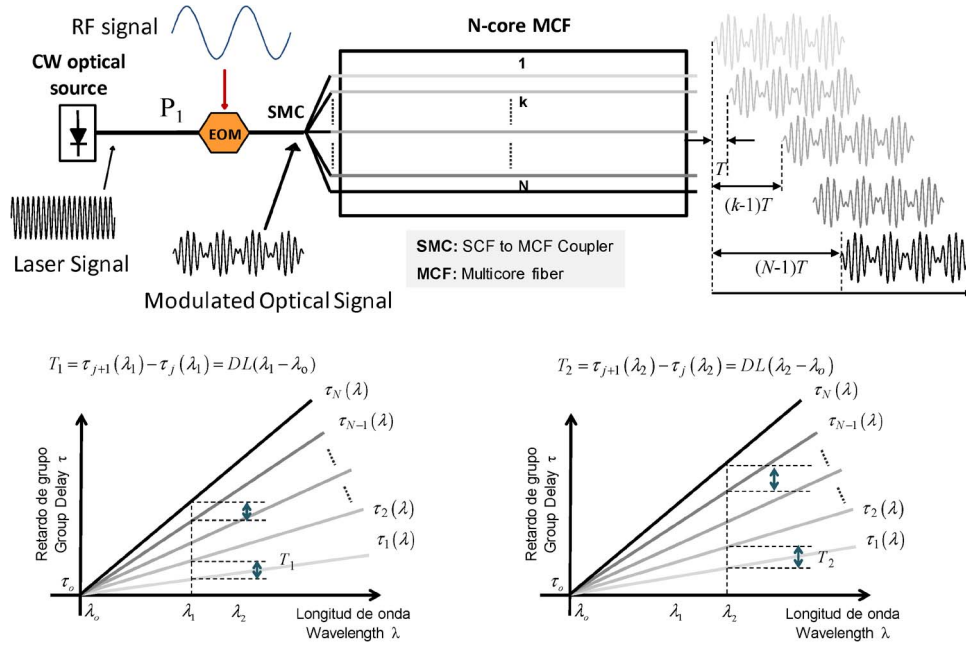 RF signal
N-core MCF
CW optical
source
P₁
EOM
SMC
1
k
N
T
(k-1)T
(N-1)T
Laser Signal
Modulated Optical Signal
SMC: SCF to MCF Coupler
MCF: Multicore fiber
T₁ = τⱼ₊₁(λ₁) − τⱼ(λ₁) = DL(λ₁ − λₒ)
τ_N(λ)
τ_N−1(λ)
τ₂(λ)
τ₁(λ)
T₁
Retardo de grupo
Group Delay τ
τₒ
λₒ
λ₁
λ₂
Longitud de onda
Wavelength λ
T₂ = τⱼ₊₁(λ₂) − τⱼ(λ₂) = DL(λ₂ − λₒ)
τ_N(λ)
τ_N−1(λ)
τ₂(λ)
τ₁(λ)
T₂
Retardo de grupo
Group Delay τ
τₒ
λₒ
λ₁
λ₂
Longitud de onda
Wavelength λ